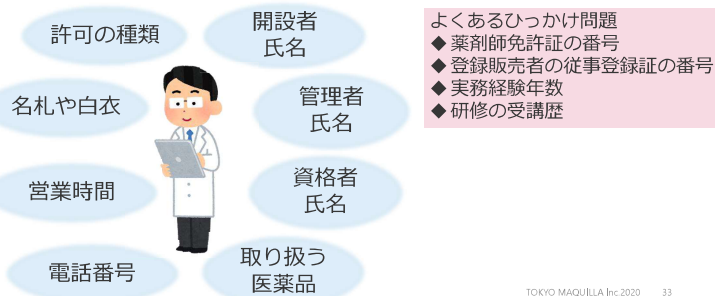 許可の種類
開設者
氏名
名札や白衣
管理者
氏名
営業時間
資格者
氏名
電話番号
取り扱う
医薬品
よくあるひっかけ問題
◆ 薬剤師免許証の番号
◆ 登録販売者の従事登録証の番号
◆ 実務経験年数
◆ 研修の受講歴
TOKYO MAQUILLA Inc 2020 33